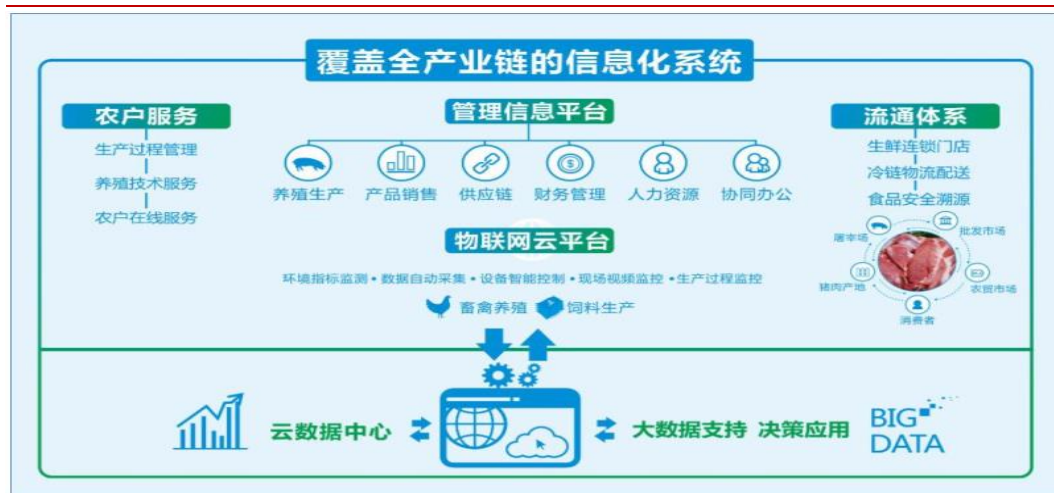 覆盖全产业链的信息化系统
农户服务
生产过程管理
养殖技术服务
农户在线服务
管理信息平台
养殖生产 产品销售 供应链 财务管理 人力资源 协同办公
物联网云平台
环境指标监测•数据自动采集•设备智能控制•现场视频监控•生产过程监控
畜禽养殖 饲料生产
流通体系
生鲜连锁门店
冷链物流配送
食品安全溯源
屠宰场 批发市场
猪肉产地 农贸市场
消费者
云数据中心 大数据支持 决策应用
BIG
DATA